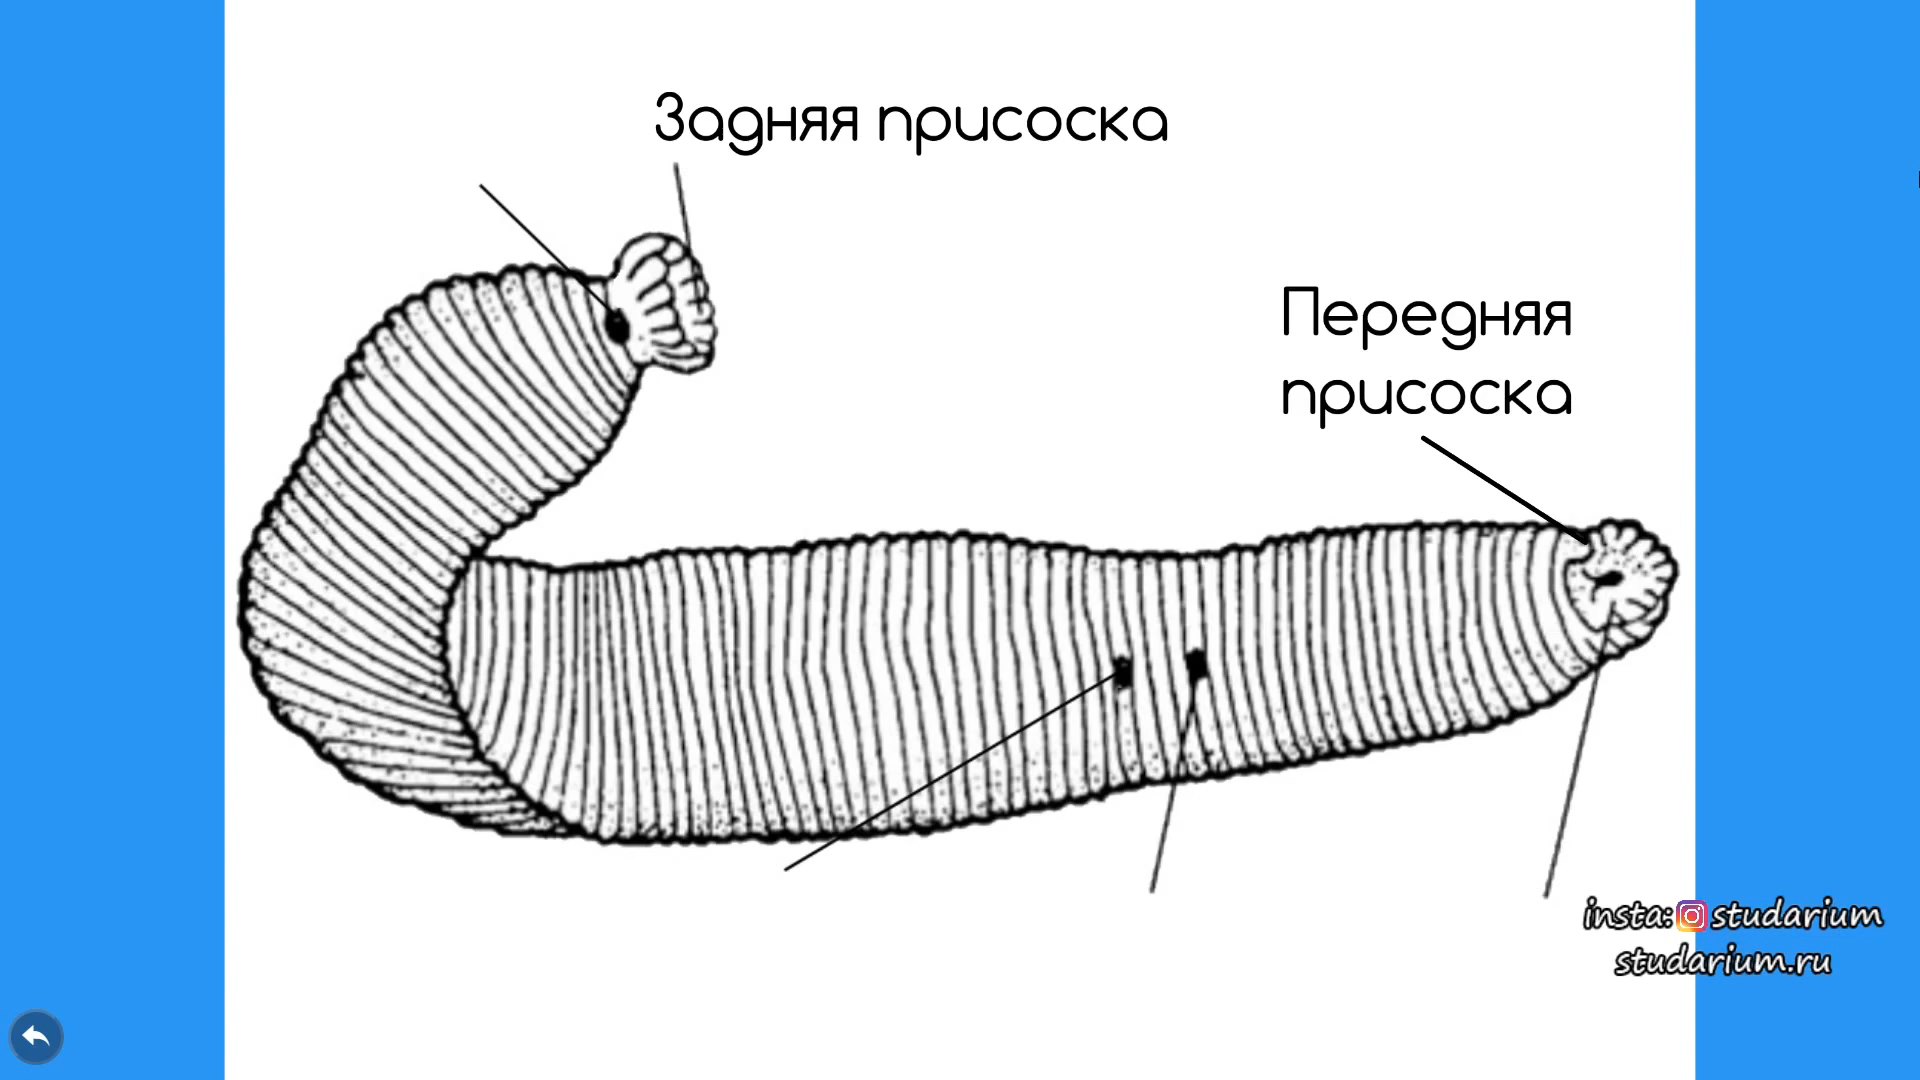 Задняя присоска
Передняя
присоска
insta: studarium
studarium.ru